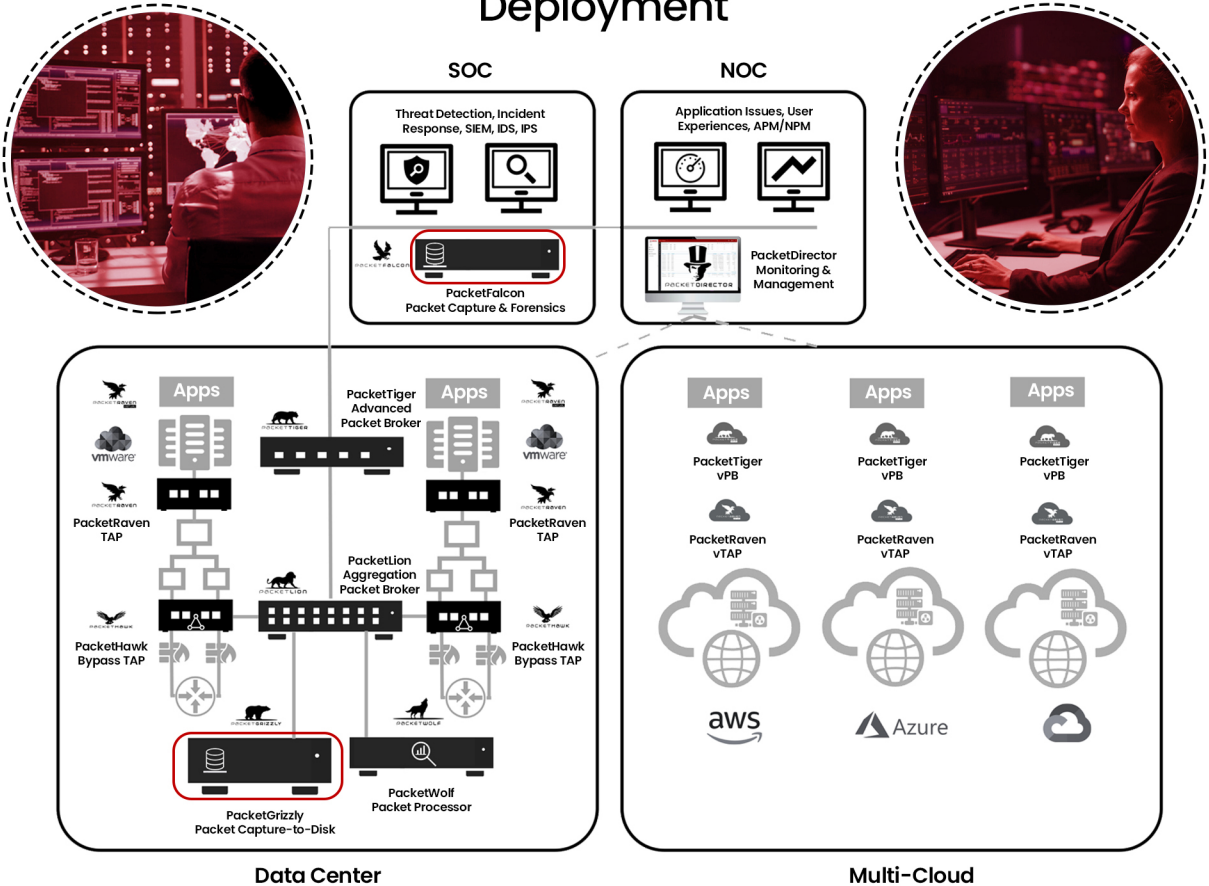 Deployment
SOC
NOC
Threat Detection, Incident
Response, SIEM, IDS, IPS
Application Issues, User
Experiences, APM/NPM
PACKETFALCON
PacketFalcon
Packet Capture & Forensics
PACKETDIRECTOR
PacketDirector
Monitoring &
Management
PACKETRAVEN
Apps
PACKETTIGER
PacketTiger
Advanced
Packet Broker
Apps
PACKETRAVEN
vmware
vmware
PACKETRAVEN
PacketRaven
TAP
PACKETRAVEN
PacketRaven
TAP
PACKETLION
PacketLion
Aggregation
Packet Broker
PACKETHAWK
PacketHawk
Bypass TAP
PACKETHAWK
PacketHawk
Bypass TAP
PACKETGRIZZLY
PACKETWOLF
PacketGrizzly
Packet Capture-to-Disk
PacketWolf
Packet Processor
Data Center
Apps
Apps
Apps
PacketTiger
vPB
PacketTiger
vPB
PacketTiger
vPB
PacketRaven
vTAP
PacketRaven
vTAP
PacketRaven
vTAP
aws
Azure
Multi-Cloud